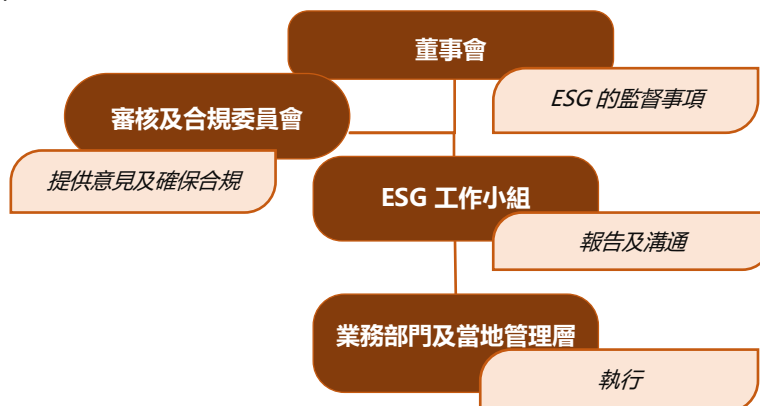 董事會
ESG 的監督事項
審核及合規委員會
提供意見及確保合規
ESG 工作小組
報告及溝通
業務部門及當地管理層
執行